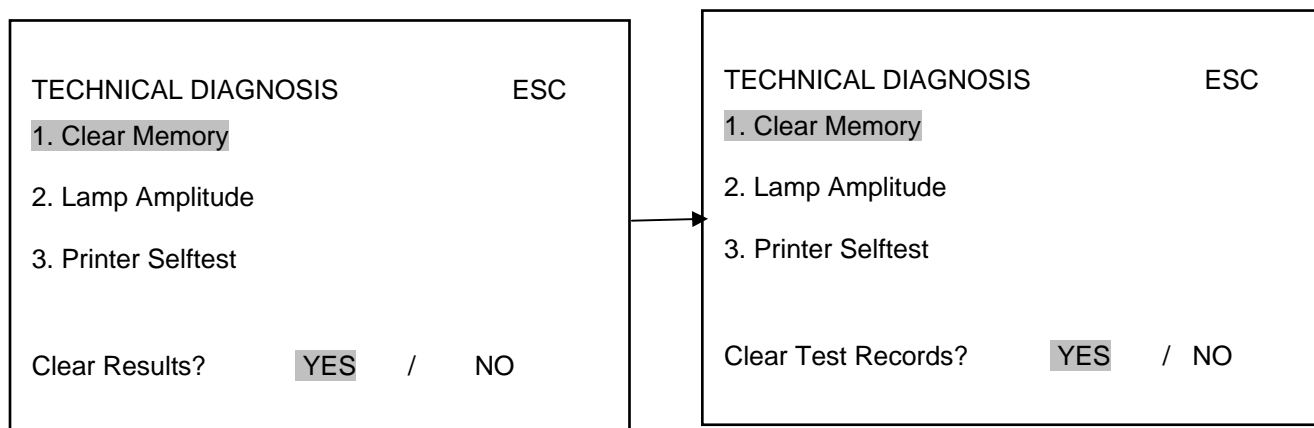 TECHNICAL DIAGNOSIS ESC
1. Clear Memory
2. Lamp Amplitude
3. Printer Selftest
Clear Results? YES / NO
TECHNICAL DIAGNOSIS ESC
1. Clear Memory
2. Lamp Amplitude
3. Printer Selftest
Clear Test Records? YES / NO